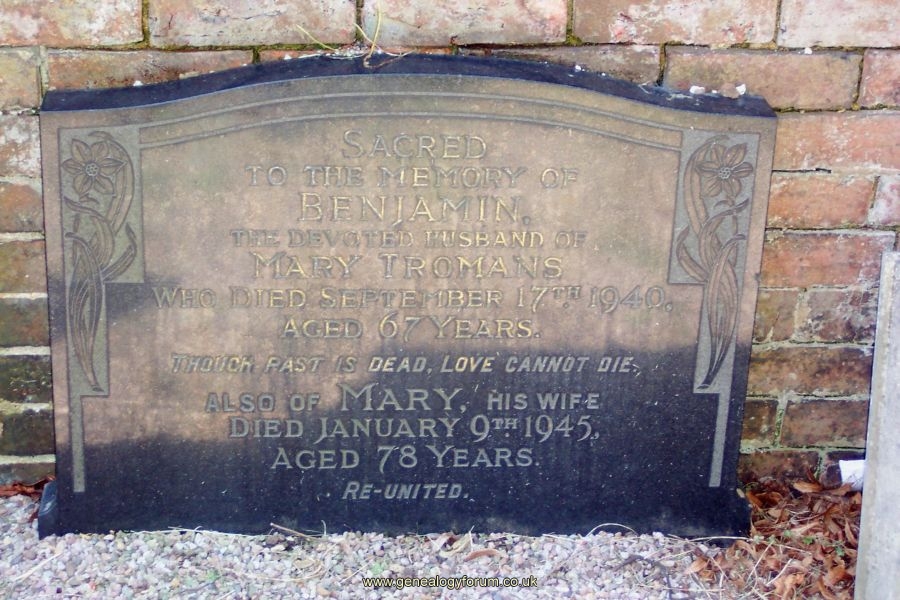 SACRED
TO THE MEMORY OF
BENJAMIN,
THE DEVOTED HUSBAND OF
MARY TROMANS
WHO DIED SEPTEMBER 17TH 1940,
AGED 67 YEARS.
THOUGH PAST IS DEAD, LOVE CANNOT DIE.
ALSO OF MARY, HIS WIFE
DIED JANUARY 9TH 1945,
AGED 78 YEARS.
RE-UNITED.
www.genealogyforum.co.uk